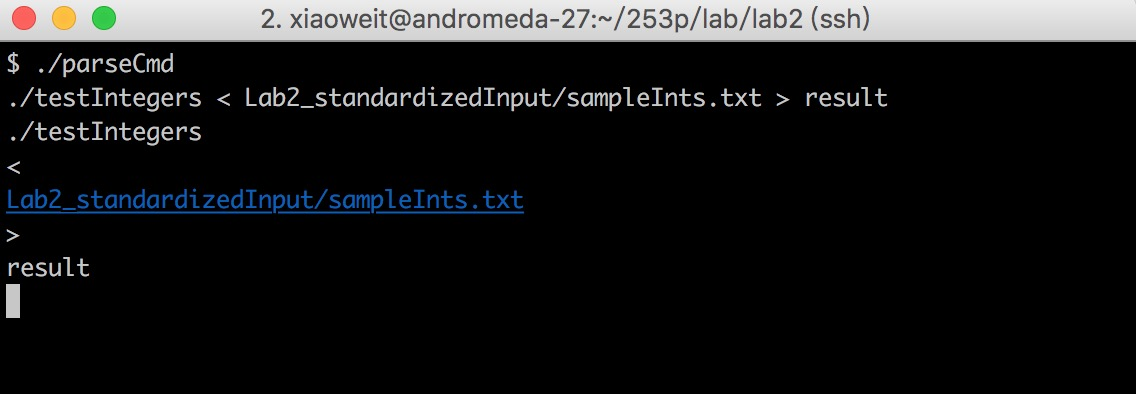 2. xiaoweit@andromeda-27:~/253p/lab/lab2 (ssh)
$ ./parseCmd
./testIntegers < Lab2_standardizedInput/sampleInts.txt > result
./testIntegers
<
Lab2_standardizedInput/sampleInts.txt
>
result